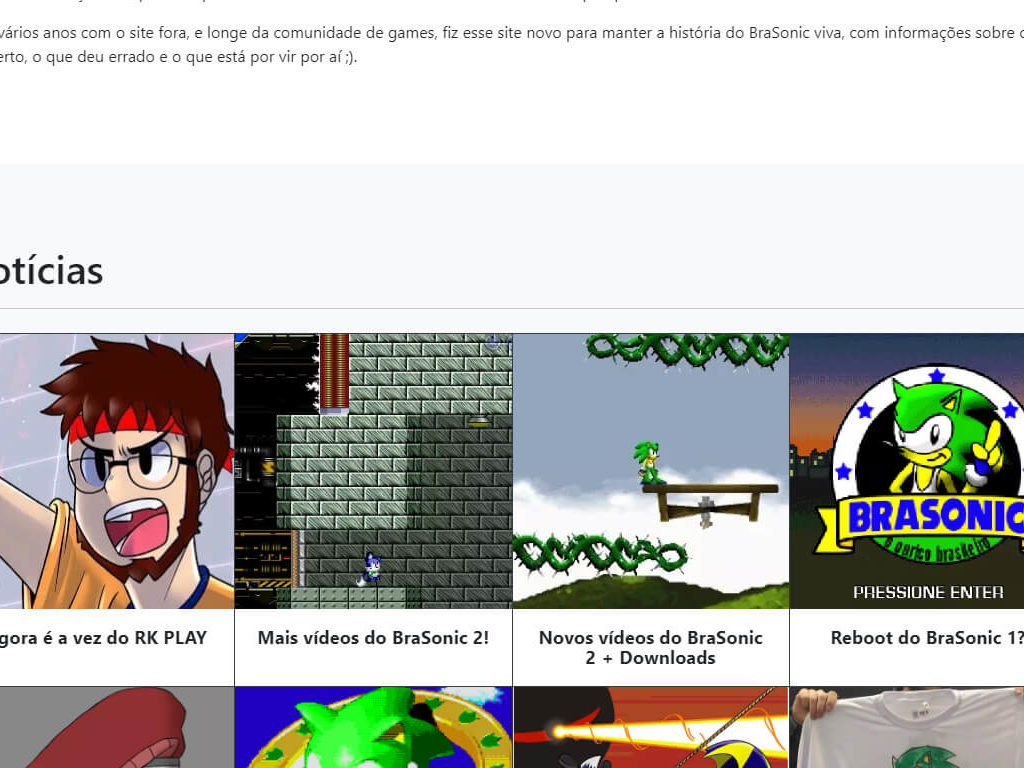 vários anos com o site fora, e longe da comunidade de games, fiz esse site novo para manter a história do BraSonic viva, com informações sobre
erto, o que deu errado e o que está por vir por aí ;).
otícias
gora é a vez do RK PLAY
Mais vídeos do BraSonic 2!
Novos vídeos do BraSonic
2 + Downloads
BRASONIC
o ouriço brasileiro
PRESSIONE ENTER
Reboot do BraSonic 1?